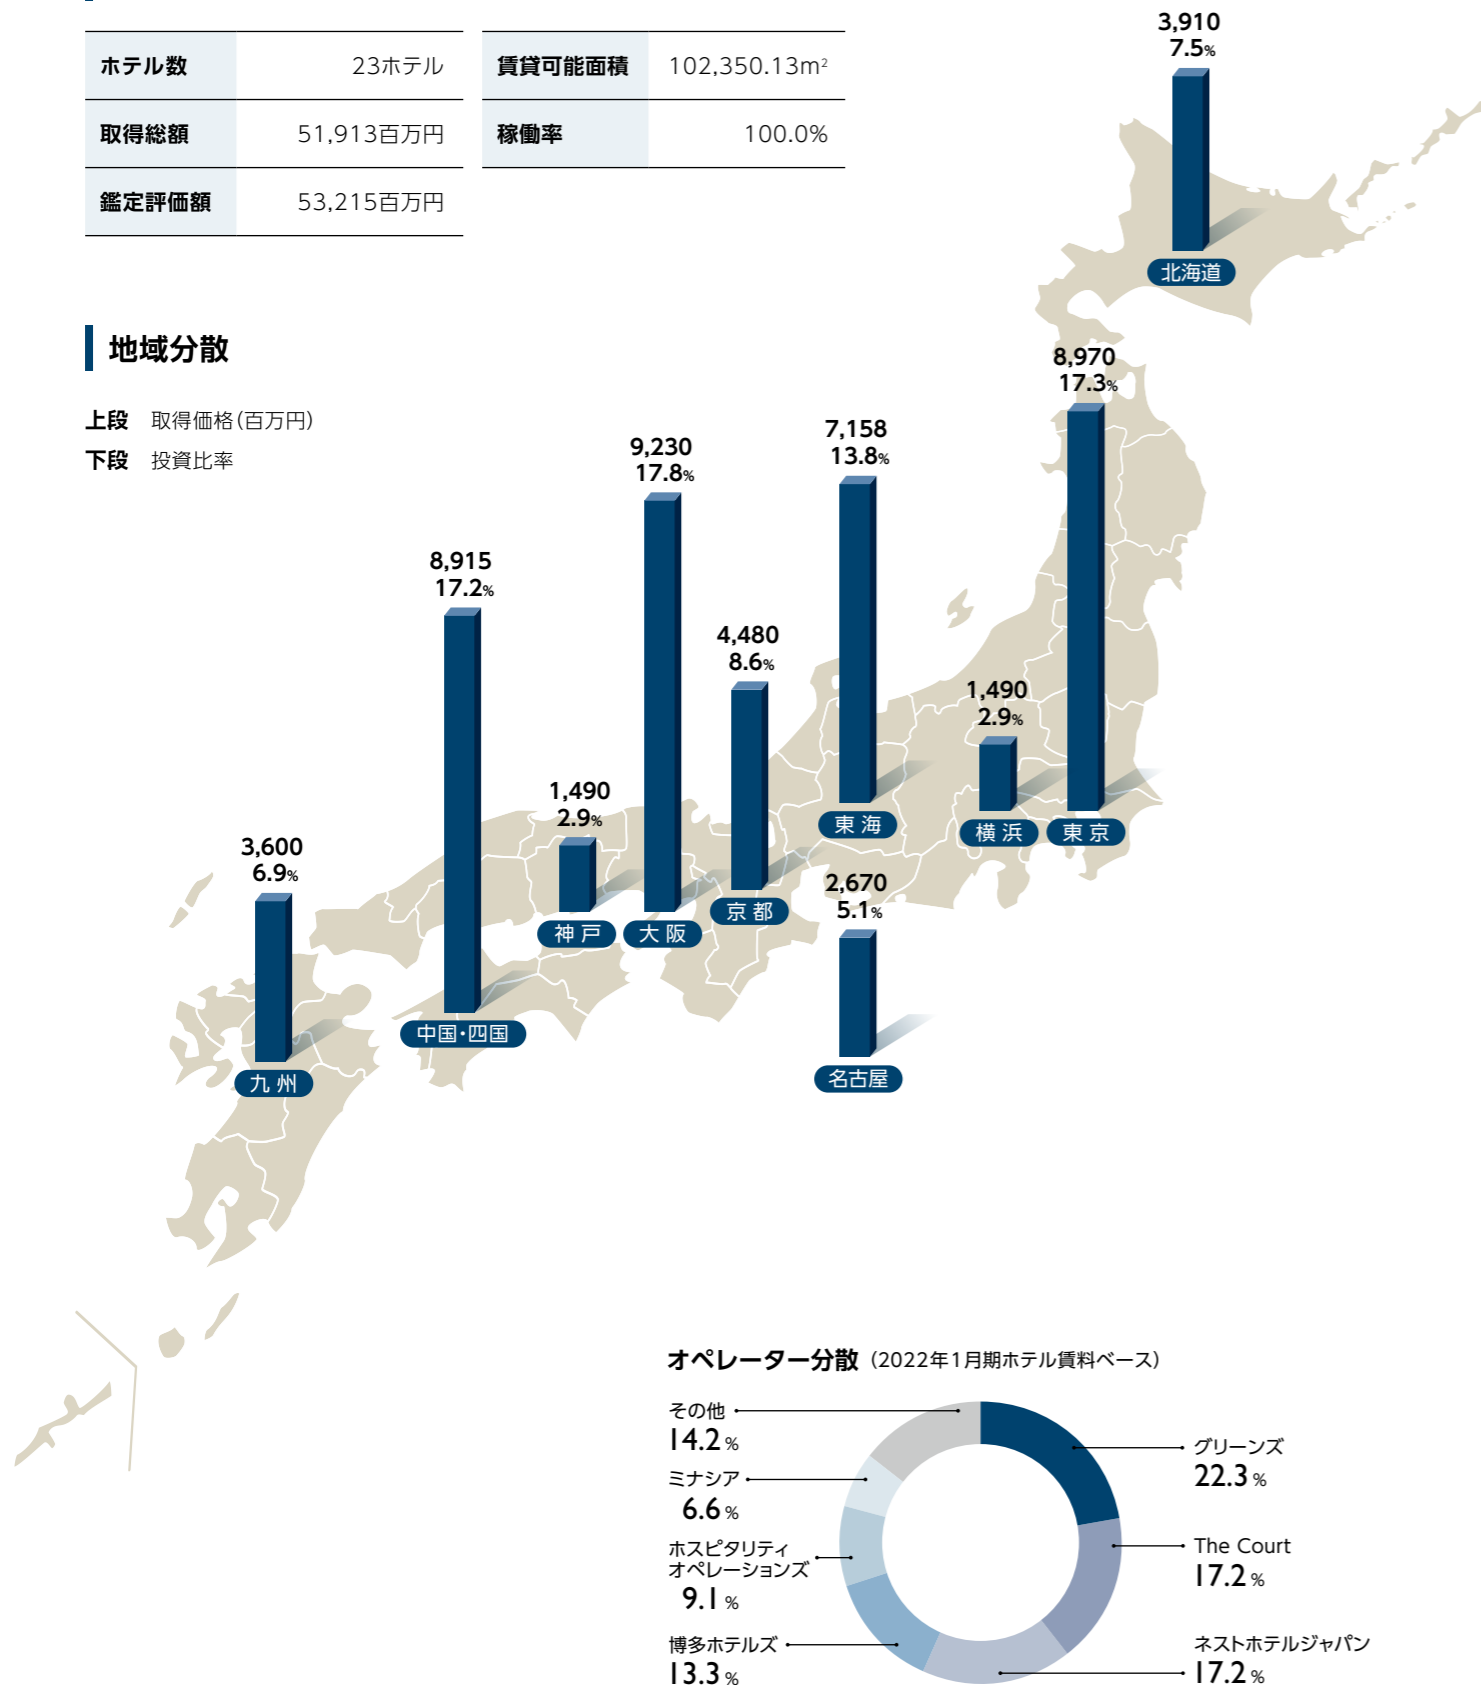 ホテル数 23ホテル
取得総額 51,913百万円
鑑定評価額 53,215百万円
賃貸可能面積 102,350.13m²
稼働率 100.0%
地域分散
上段 取得価格(百万円)
下段 投資比率
3,910
7.5%
北海道
8,970
17.3%
東京
1,490
2.9%
横浜
7,158
13.8%
東海
2,670
5.1%
名古屋
4,480
8.6%
京都
9,230
17.8%
大阪
1,490
2.9%
神戸
8,915
17.2%
中国・四国
3,600
6.9%
九州
オペレーター分散(2022年1月期ホテル賃料ベース)
グリーンズ
22.3%
The Court
17.2%
ネストホテルジャパン
17.2%
博多ホテルズ
13.3%
ホスピタリティ
オペレーションズ
9.1%
ミナシア
6.6%
その他
14.2%